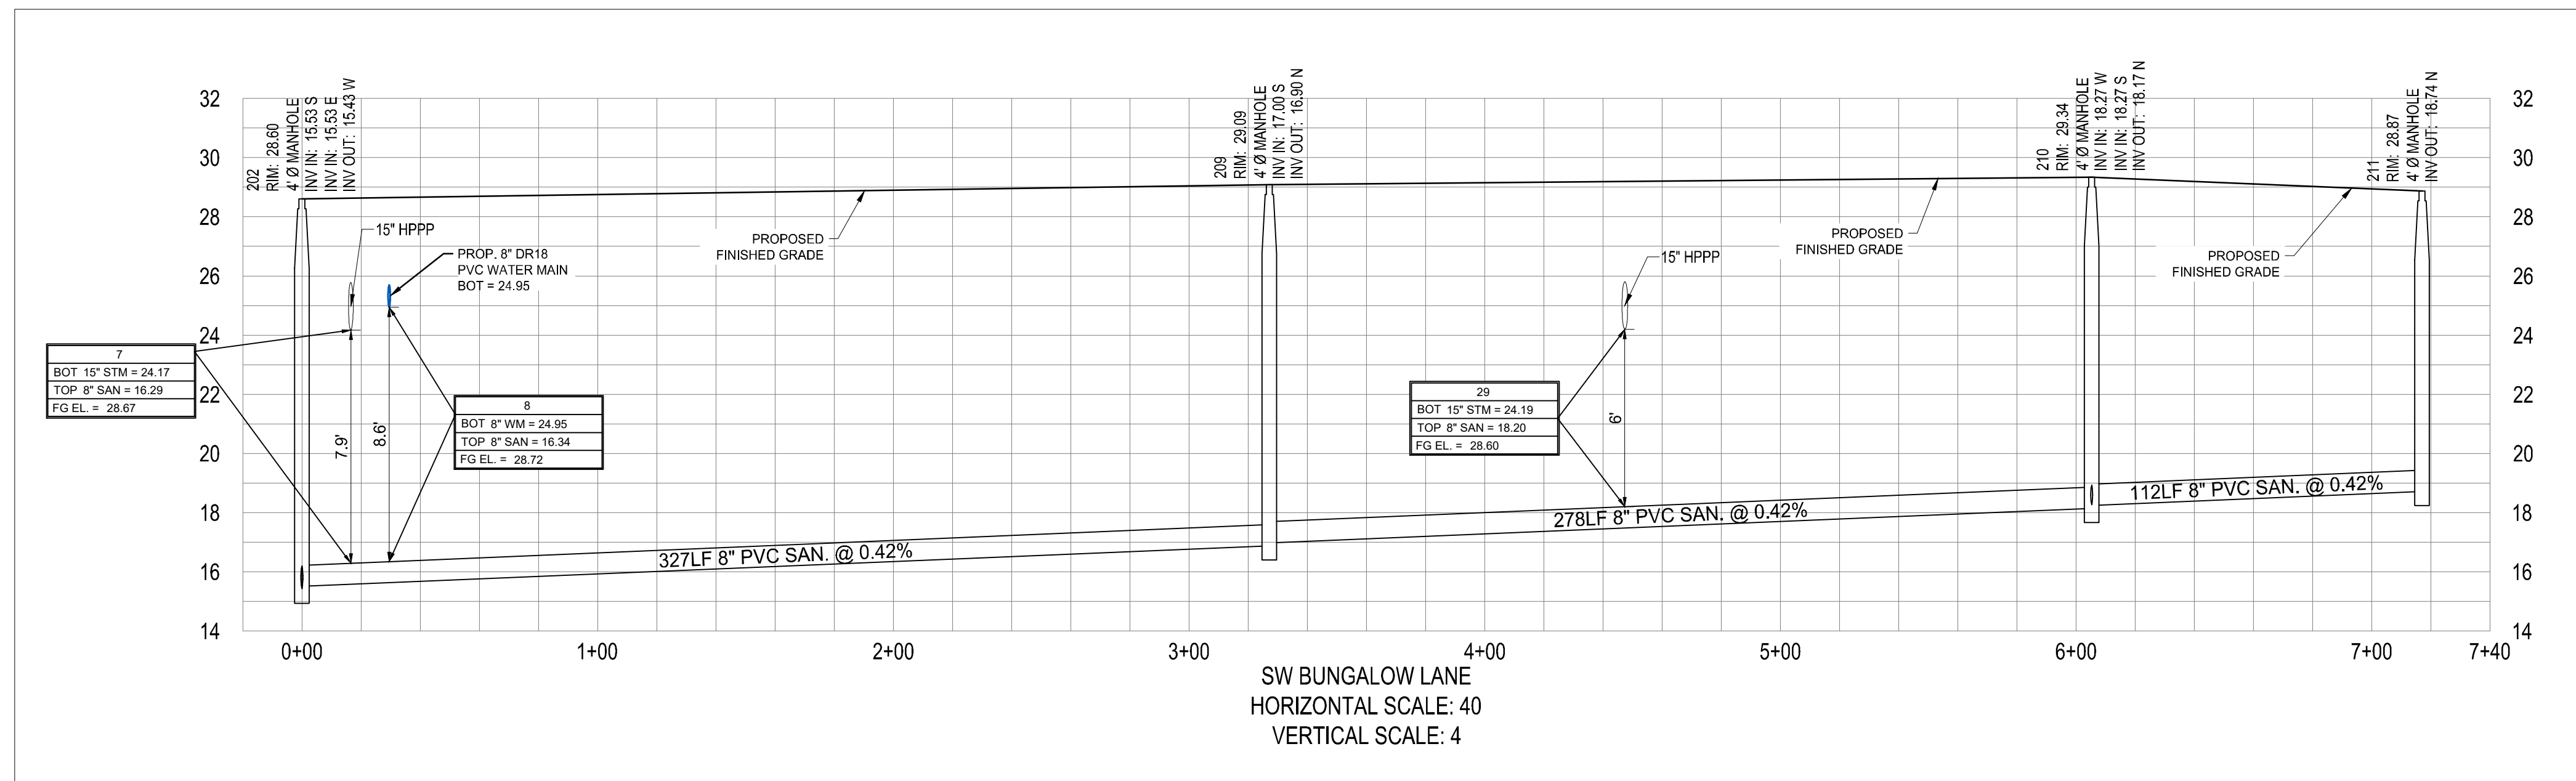 202
RIM: 28.60
4' Ø MANHOLE
INV IN: 15.53 S
INV IN: 15.53 E
INV OUT: 15.43 W
209
RIM: 29.09
4' Ø MANHOLE
INV IN: 17.00 S
INV OUT: 16.90 N
210
RIM: 29.34
4' Ø MANHOLE
INV IN: 18.27 W
INV IN: 18.27 S
INV OUT: 18.17 N
211
RIM: 28.87
4' Ø MANHOLE
INV OUT: 18.74 N
32
30
28
26
24
22
20
18
16
14
32
30
28
26
24
22
20
18
16
14
15" HPPP
PROP. 8" DR18
PVC WATER MAIN
BOT = 24.95
PROPOSED
FINISHED GRADE
15" HPPP
PROPOSED
FINISHED GRADE
PROPOSED
FINISHED GRADE
7
BOT 15" STM = 24.17
TOP 8" SAN = 16.29
FG EL. = 28.67
7.9'
8.6'
8
BOT 8" WM = 24.95
TOP 8" SAN = 16.34
FG EL. = 28.72
29
BOT 15" STM = 24.19
TOP 8" SAN = 18.20
FG EL. = 28.60
6'
327LF 8" PVC SAN. @ 0.42%
278LF 8" PVC SAN. @ 0.42%
112LF 8" PVC SAN. @ 0.42%
0+00 1+00 2+00 3+00 4+00 5+00 6+00 7+00 7+40
SW BUNGALOW LANE
HORIZONTAL SCALE: 40
VERTICAL SCALE: 4